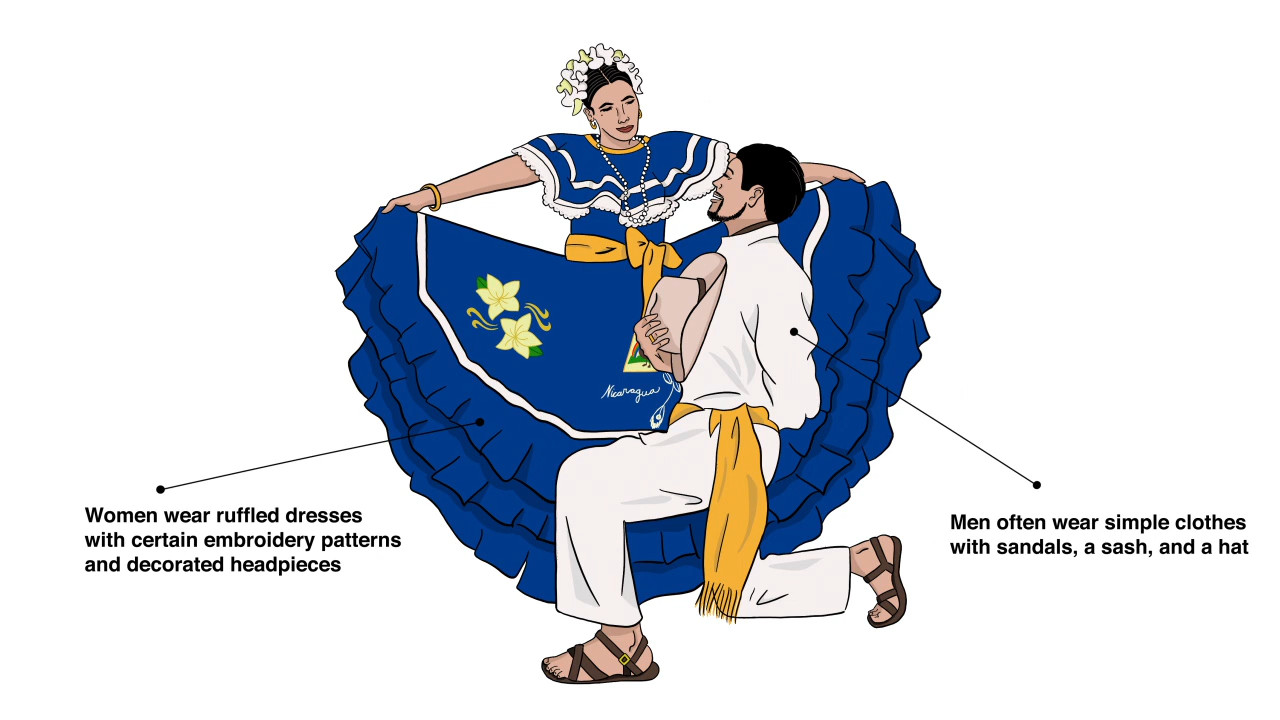 Nicaragua
Women wear ruffled dresses
with certain embroidery patterns
and decorated headpieces
Men often wear simple clothes
with sandals, a sash, and a hat